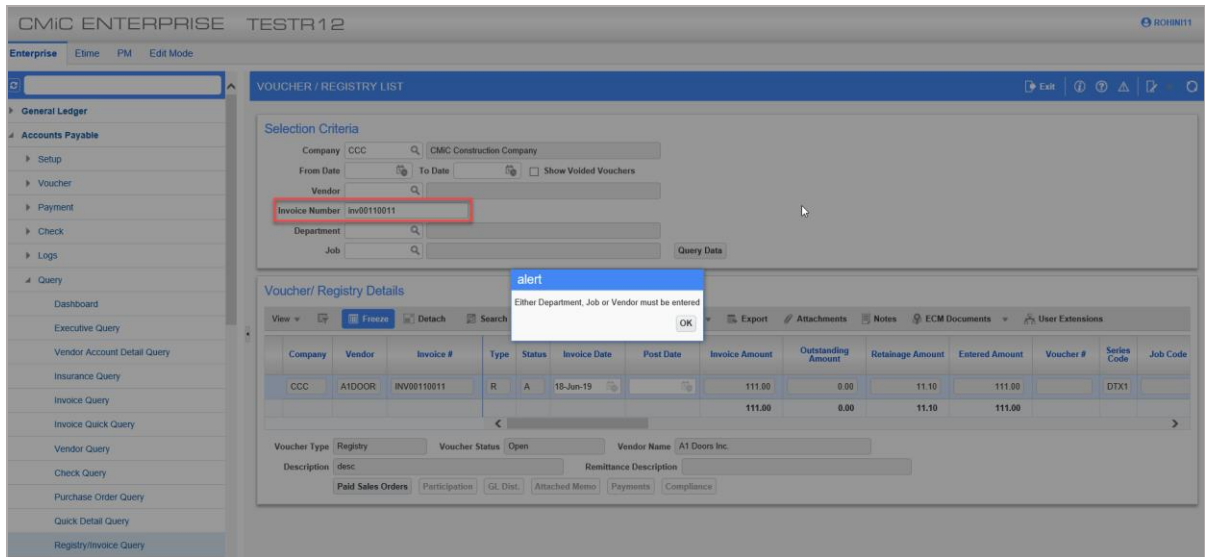 CMiC ENTERPRISE TESTR12
ROHINI11
Enterprise Etime PM Edit Mode
VOUCHER / REGISTRY LIST
Exit
General Ledger
Accounts Payable
Setup
Voucher
Payment
Check
Logs
Query
Dashboard
Executive Query
Vendor Account Detail Query
Insurance Query
Invoice Query
Invoice Quick Query
Vendor Query
Check Query
Purchase Order Query
Quick Detail Query
Registry/Invoice Query
Selection Criteria
Company CCC CMiC Construction Company
From Date To Date Show Voided Vouchers
Vendor
Invoice Number inv00110011
Department
Job Query Data
alert
Either Department, Job or Vendor must be entered
OK
Voucher/ Registry Details
View Freeze Detach Search Export Attachments Notes ECM Documents User Extensions
Company Vendor Invoice # Type Status Invoice Date Post Date Invoice Amount Outstanding Amount Retainage Amount Entered Amount Voucher # Series Code Job Code
CCC A1DOOR INV00110011 R A 18-Jun-19 111.00 0.00 11.10 111.00 DTX1
111.00 0.00 11.10 111.00
Voucher Type Registry Voucher Status Open Vendor Name A1 Doors Inc.
Description desc Remittance Description
Paid Sales Orders Participation GL Dist. Attached Memo Payments Compliance